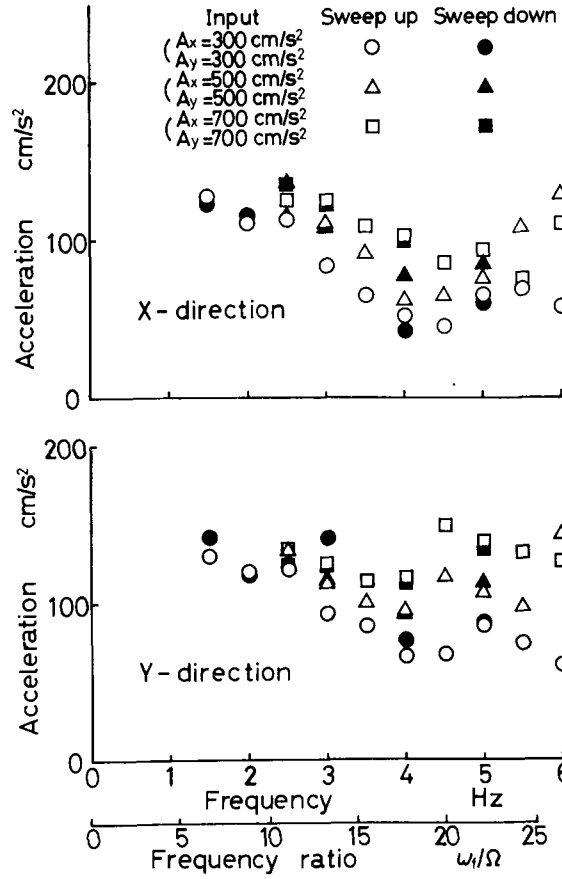 Input Sweep up Sweep down
( Ax=300 cm/s²
Ay=300 cm/s²
( Ax=500 cm/s²
Ay=500 cm/s²
( Ax=700 cm/s²
Ay=700 cm/s²
200
100
0
Acceleration cm/s²
X-direction
200
100
0
Acceleration cm/s²
Y-direction
0 1 2 3 4 5 6
Frequency Hz
0 5 10 15 20 25
Frequency ratio ω₁/Ω